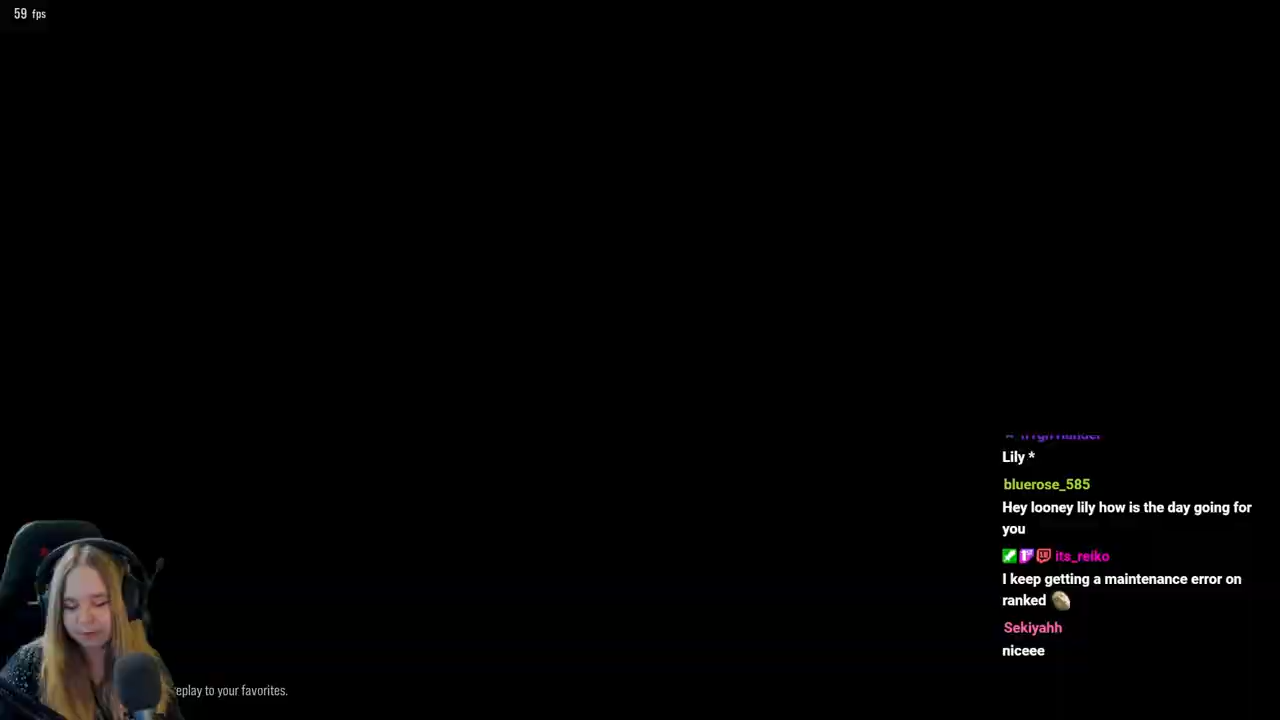 59 fps
Lily *
bluerose_585
Hey looney lily how is the day going for
you
its_reiko
I keep getting a maintenance error on
ranked
Sekiyahh
niceee
eplay to your favorites.